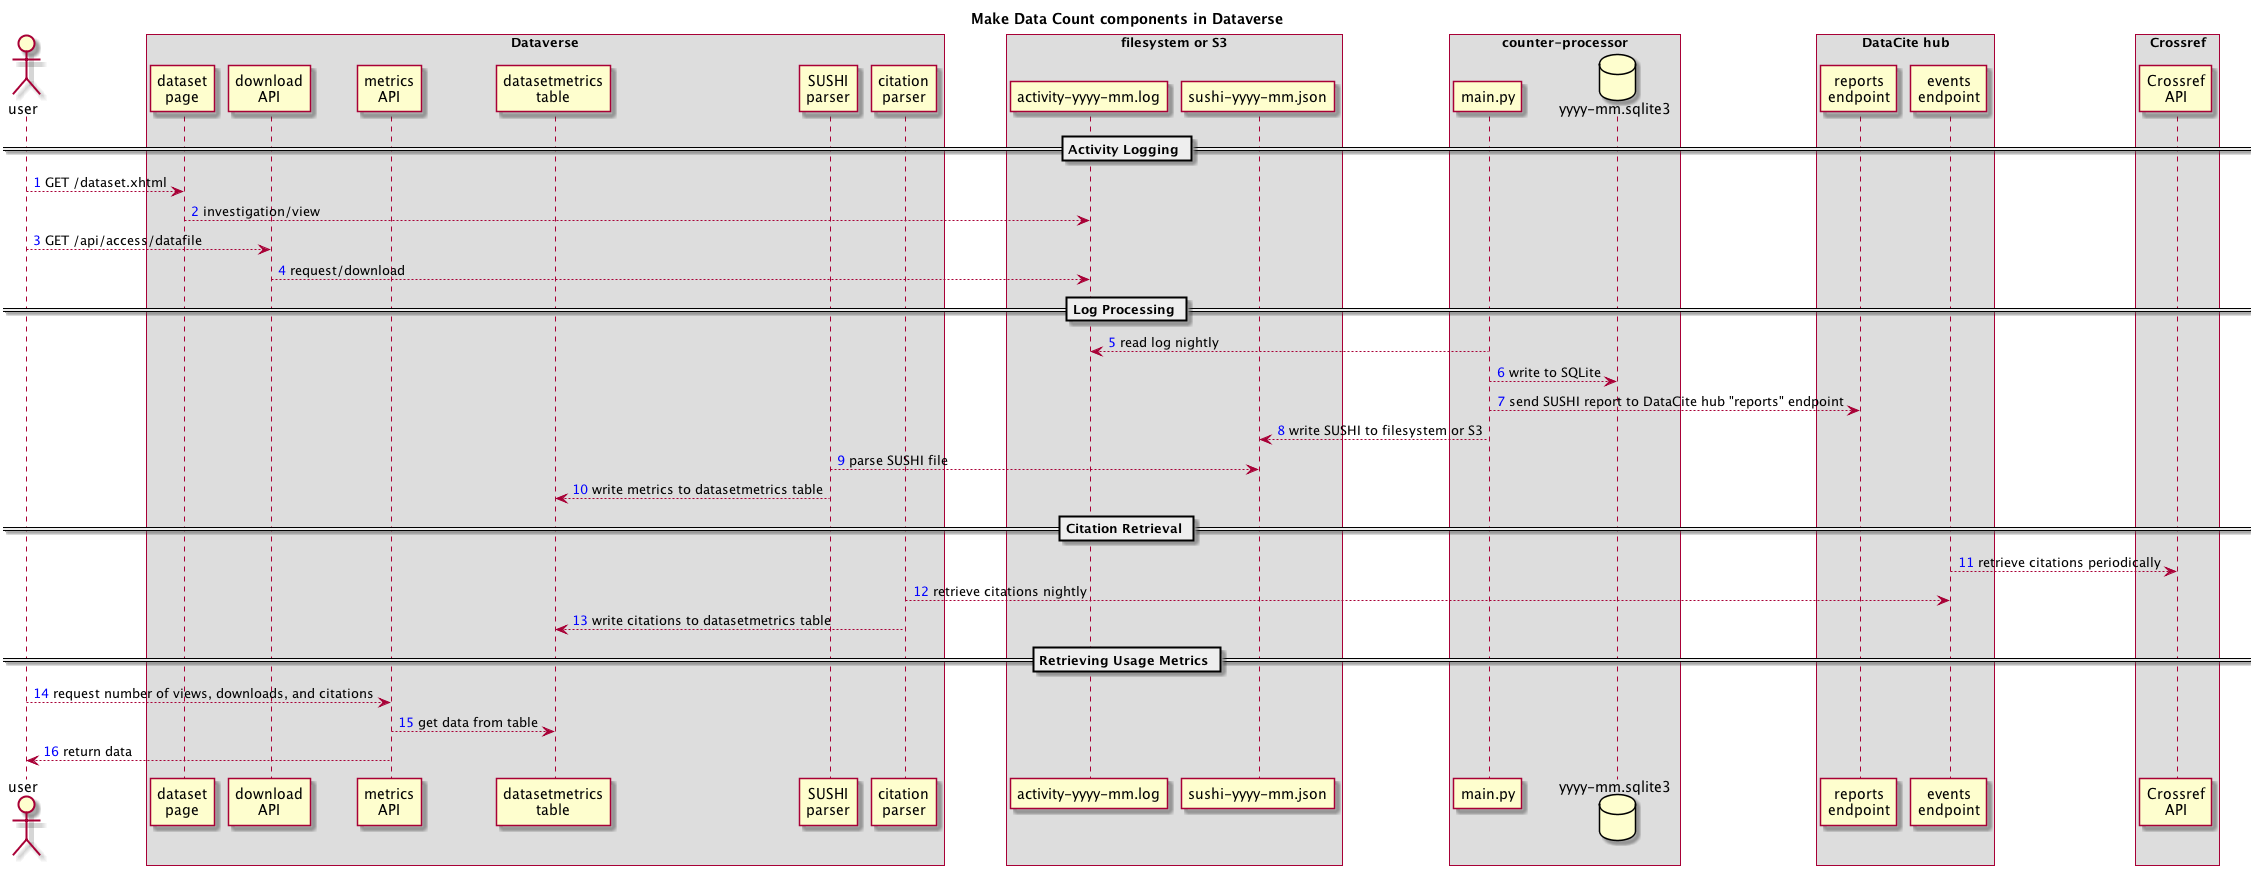 Make Data Count components in Dataverse
Dataverse
filesystem or S3
counter-processor
DataCite hub
Crossref
user
dataset
page
download
API
metrics
API
datasetmetrics
table
SUSHI
parser
citation
parser
activity-yyyy-mm.log
sushi-yyyy-mm.json
main.py
yyyy-mm.sqlite3
reports
endpoint
events
endpoint
Crossref
API
Activity Logging
1 GET /dataset.xhtml
2 investigation/view
3 GET /api/access/datafile
4 request/download
Log Processing
5 read log nightly
6 write to SQLite
7 send SUSHI report to DataCite hub "reports" endpoint
8 write SUSHI to filesystem or S3
9 parse SUSHI file
10 write metrics to datasetmetrics table
Citation Retrieval
11 retrieve citations periodically
12 retrieve citations nightly
13 write citations to datasetmetrics table
Retrieving Usage Metrics
14 request number of views, downloads, and citations
15 get data from table
16 return data
user
dataset
page
download
API
metrics
API
datasetmetrics
table
SUSHI
parser
citation
parser
activity-yyyy-mm.log
sushi-yyyy-mm.json
main.py
yyyy-mm.sqlite3
reports
endpoint
events
endpoint
Crossref
API